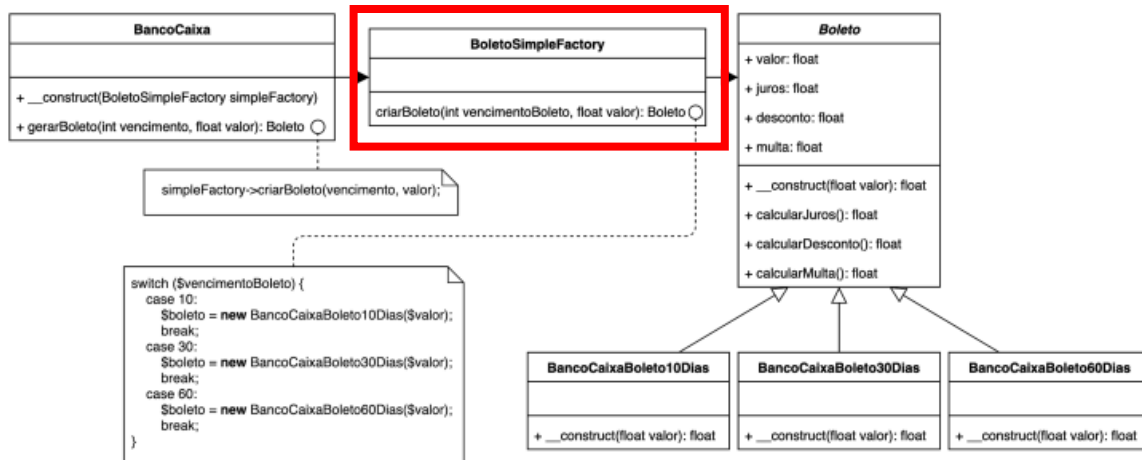 BancoCaixa
+ __construct(BoletoSimpleFactory simpleFactory)
+ gerarBoleto(int vencimento, float valor): Boleto
simpleFactory->criarBoleto(vencimento, valor);
BoletoSimpleFactory
criarBoleto(int vencimentoBoleto, float valor): Boleto
switch ($vencimentoBoleto) {
case 10:
$boleto = new BancoCaixaBoleto10Dias($valor);
break;
case 30:
$boleto = new BancoCaixaBoleto30Dias($valor);
break;
case 60:
$boleto = new BancoCaixaBoleto60Dias($valor);
break;
}
Boleto
+ valor: float
+ juros: float
+ desconto: float
+ multa: float
+ __construct(float valor): float
+ calcularJuros(): float
+ calcularDesconto(): float
+ calcularMulta(): float
BancoCaixaBoleto10Dias
+ __construct(float valor): float
BancoCaixaBoleto30Dias
+ __construct(float valor): float
BancoCaixaBoleto60Dias
+ __construct(float valor): float